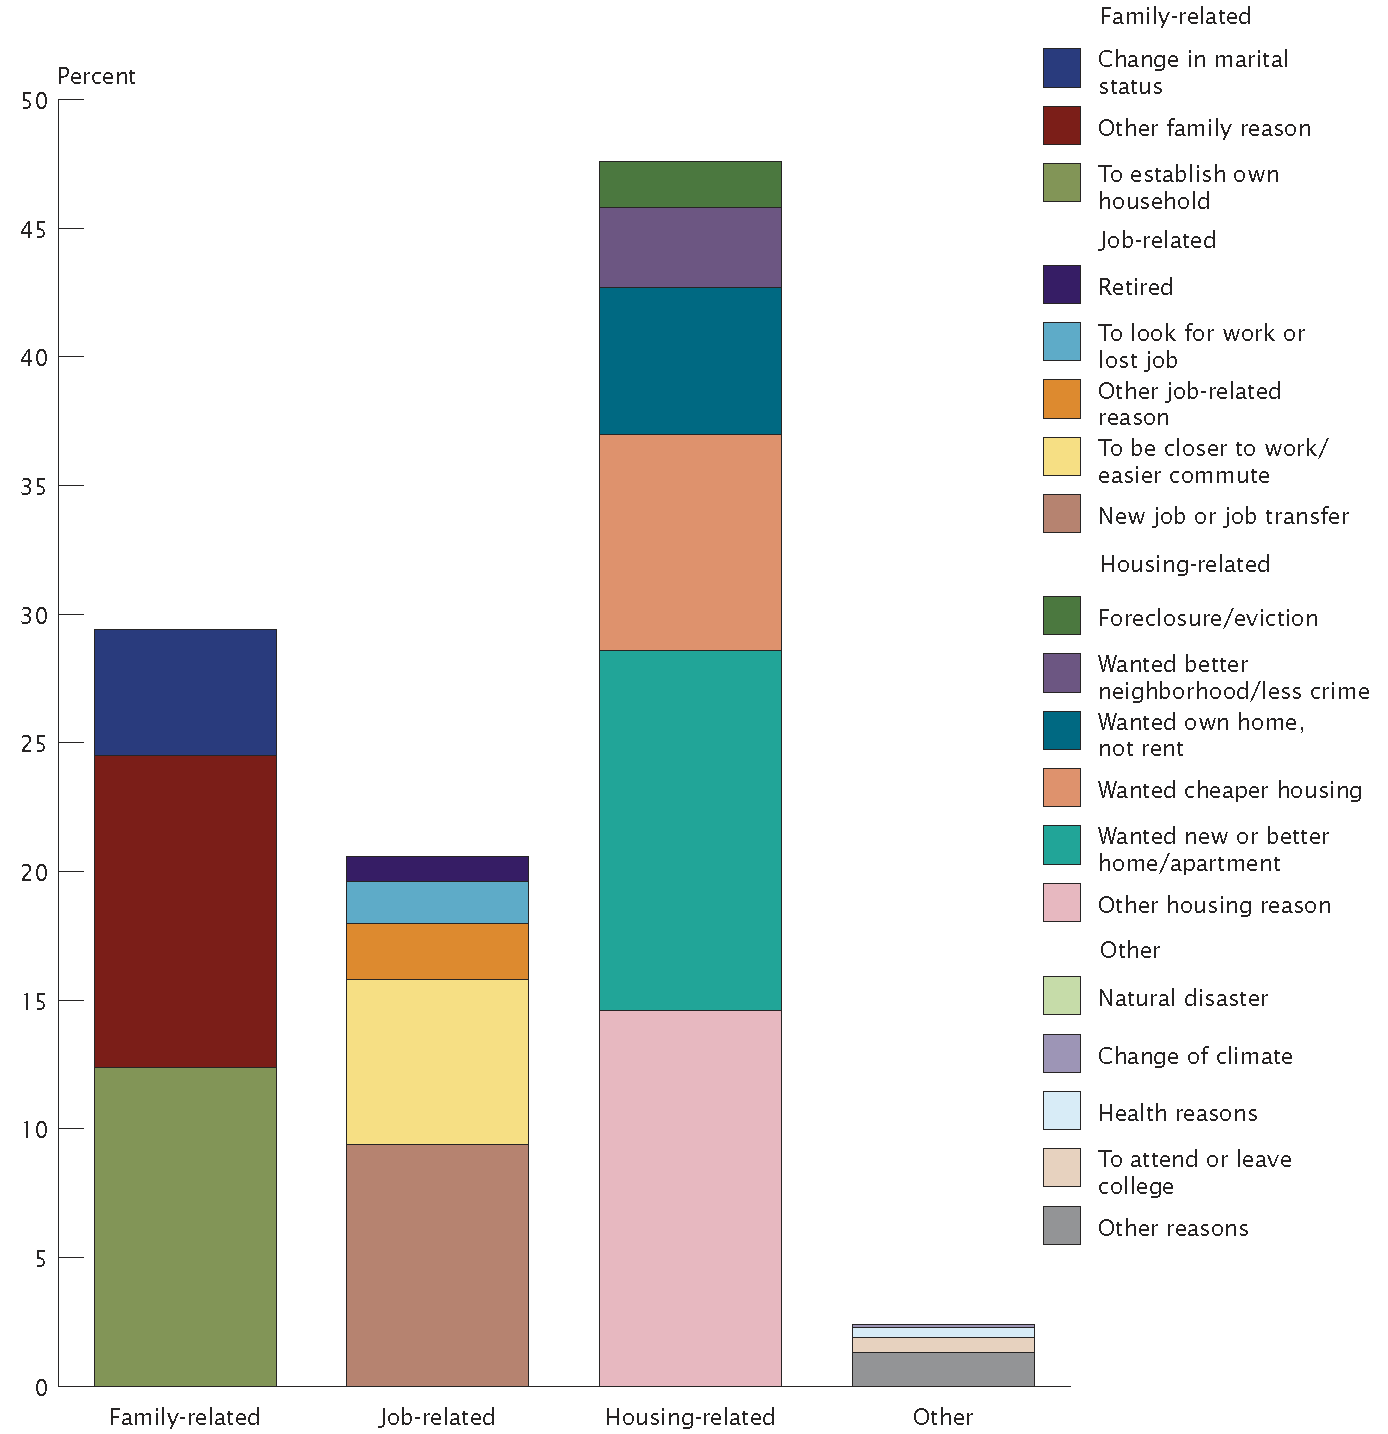 Family-related
Change in marital
status
Other family reason
To establish own
household
Job-related
Retired
To look for work or
lost job
Other job-related
reason
To be closer to work/
easier commute
New job or job transfer
Housing-related
Foreclosure/eviction
Wanted better
neighborhood/less crime
Wanted own home,
not rent
Wanted cheaper housing
Wanted new or better
home/apartment
Other housing reason
Other
Natural disaster
Change of climate
Health reasons
To attend or leave
college
Other reasons
Percent
50
45
40
35
30
25
20
15
10
5
0
Family-related
Job-related
Housing-related
Other